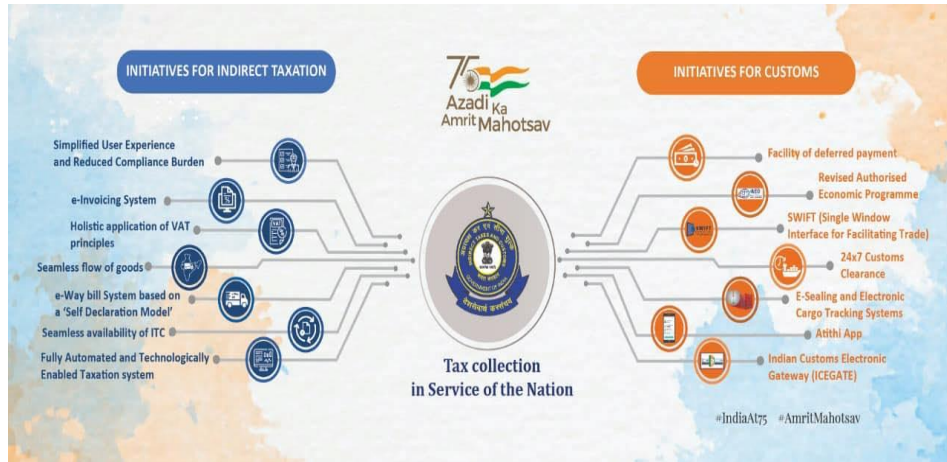 INITIATIVES FOR INDIRECT TAXATION
75
Azadi Ka
Amrit Mahotsav
INITIATIVES FOR CUSTOMS
Simplified User Experience
and Reduced Compliance Burden
e-Invoicing System
Holistic application of VAT
principles
Seamless flow of goods
e-Way bill System based on
a ‘Self Declaration Model’
Seamless availability of ITC
Fully Automated and Technologically
Enabled Taxation system
देशसेवार्थ करसंचय
Tax collection
in Service of the Nation
Facility of deferred payment
Revised Authorised
Economic Programme
SWIFT (Single Window
Interface for Facilitating Trade)
24x7 Customs
Clearance
E-Sealing and Electronic
Cargo Tracking Systems
Atithi App
Indian Customs Electronic
Gateway (ICEGATE)
#IndiaAt75 #AmritMahotsav